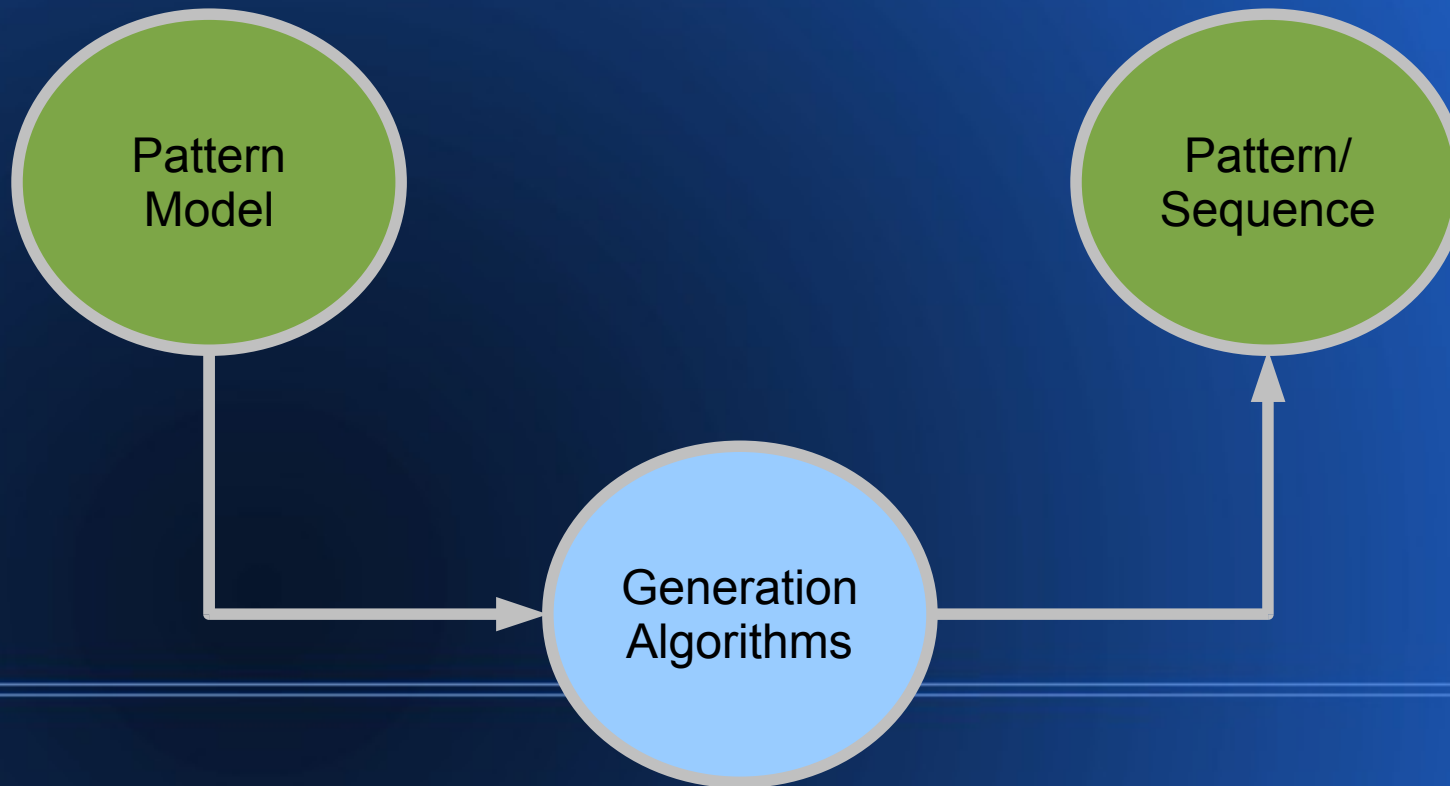 Pattern
Model
Pattern/
Sequence
Generation
Algorithms